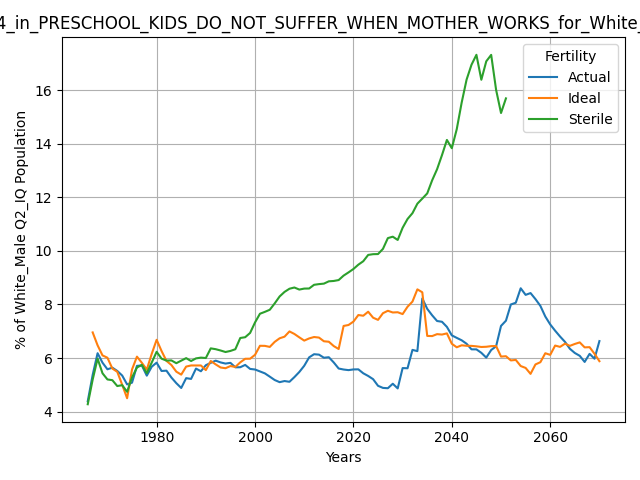 4_in_PRESCHOOL_KIDS_DO_NOT_SUFFER_WHEN_MOTHER_WORKS_for_White_
Fertility
Actual
Ideal
Sterile
% of White_Male Q2_IQ Population
16
14
12
10
8
6
4
1980 2000 2020 2040 2060
Years